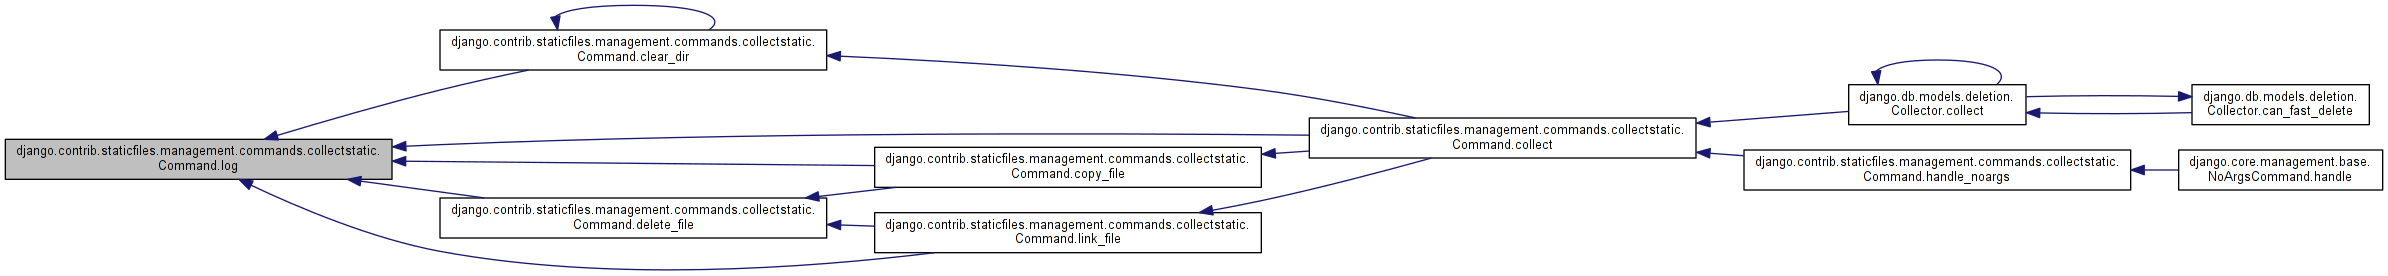 django.contrib.staticfiles.management.commands.collectstatic.
Command.clear_dir
django.contrib.staticfiles.management.commands.collectstatic.
Command.log
django.contrib.staticfiles.management.commands.collectstatic.
Command.delete_file
django.contrib.staticfiles.management.commands.collectstatic.
Command.copy_file
django.contrib.staticfiles.management.commands.collectstatic.
Command.link_file
django.contrib.staticfiles.management.commands.collectstatic.
Command.collect
django.db.models.deletion.
Collector.collect
django.db.models.deletion.
Collector.can_fast_delete
django.contrib.staticfiles.management.commands.collectstatic.
Command.handle_noargs
django.core.management.base.
NoArgsCommand.handle